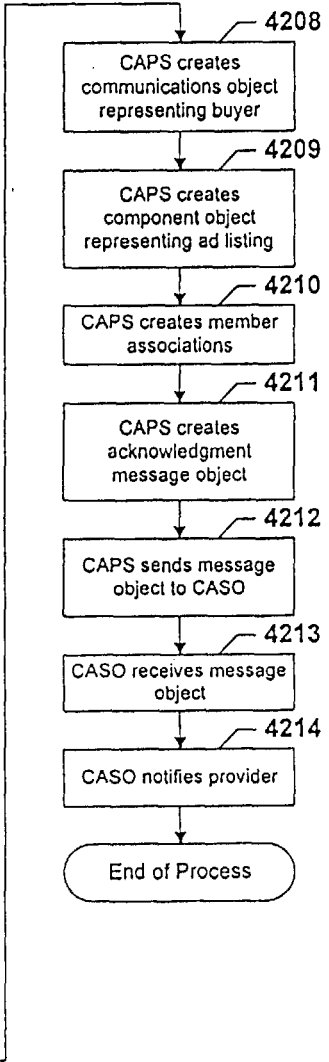 4208
CAPS creates
communications object
representing buyer
4209
CAPS creates
component object
representing ad listing
4210
CAPS creates member
associations
4211
CAPS creates
acknowledgment
message object
4212
CAPS sends message
object to CASO
4213
CASO receives message
object
4214
CASO notifies provider
End of Process